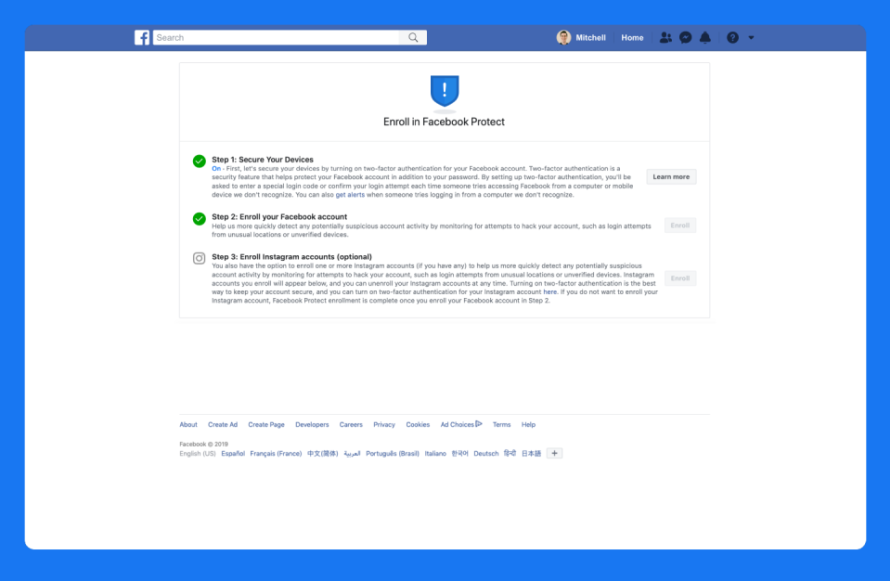 f Search Mitchell Home
Enroll in Facebook Protect
Step 1: Secure Your Devices
On · First, let's secure your devices by turning on two-factor authentication for your Facebook account. Two-factor authentication is a
security feature that helps protect your Facebook account in addition to your password. By setting up two-factor authentication, you'll be
asked to enter a special login code or confirm your login attempt each time someone tries accessing Facebook from a computer or mobile
device we don't recognize. You can also get alerts when someone tries logging in from a computer we don't recognize.
Learn more
Step 2: Enroll your Facebook account
Help us more quickly detect any potentially suspicious account activity by monitoring for attempts to hack your account, such as login attempts
from unusual locations or unverified devices.
Enroll
Step 3: Enroll Instagram accounts (optional)
You also have the option to enroll one or more Instagram accounts (if you have any) to help us more quickly detect any potentially suspicious
account activity by monitoring for attempts to hack your account, such as login attempts from unusual locations or unverified devices. Instagram
accounts you enroll will appear below, and you can unenroll your Instagram accounts at any time. Turning on two-factor authentication is the best
way to keep your account secure, and you can turn on two-factor authentication for your Instagram account here. If you do not want to enroll your
Instagram account, Facebook Protect enrollment is complete once you enroll your Facebook account in Step 2.
Enroll
About Create Ad Create Page Developers Careers Privacy Cookies Ad Choices Terms Help
Facebook © 2019
English (US) Español Français (France) 中文(简体) العربية Português (Brasil) Italiano 한국어 Deutsch हिन्दी 日本語 +